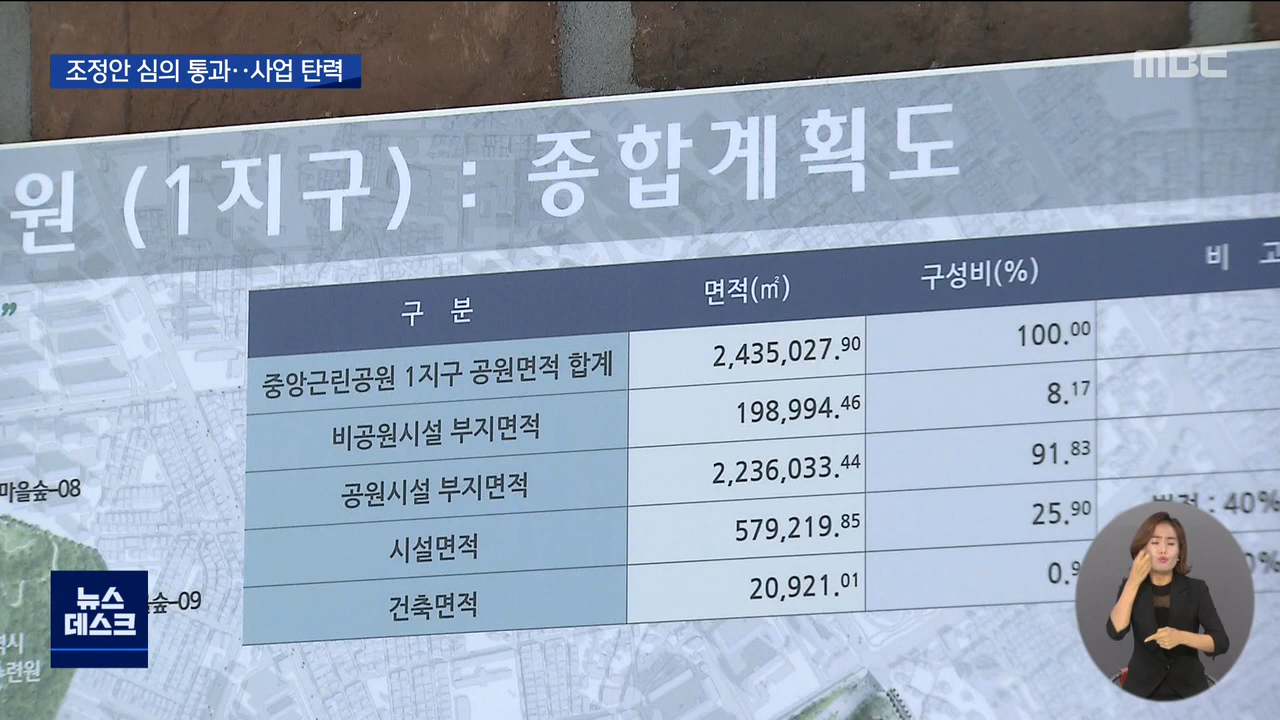 조정안 심의 통과‥사업 탄력
MBC
원 (1지구) : 종합계획도
”
구 분 면적(㎡) 구성비(%) 비 고
중앙근린공원 1지구 공원면적 합계 2,435,027.90 100.00
비공원시설 부지면적 198,994.46 8.17
공원시설 부지면적 2,236,033.44 91.83
시설면적 579,219.85 25.90 : 40%
건축면적 20,921.01 0.9
마을숲-08
숲-09
뉴스
데스크
련원